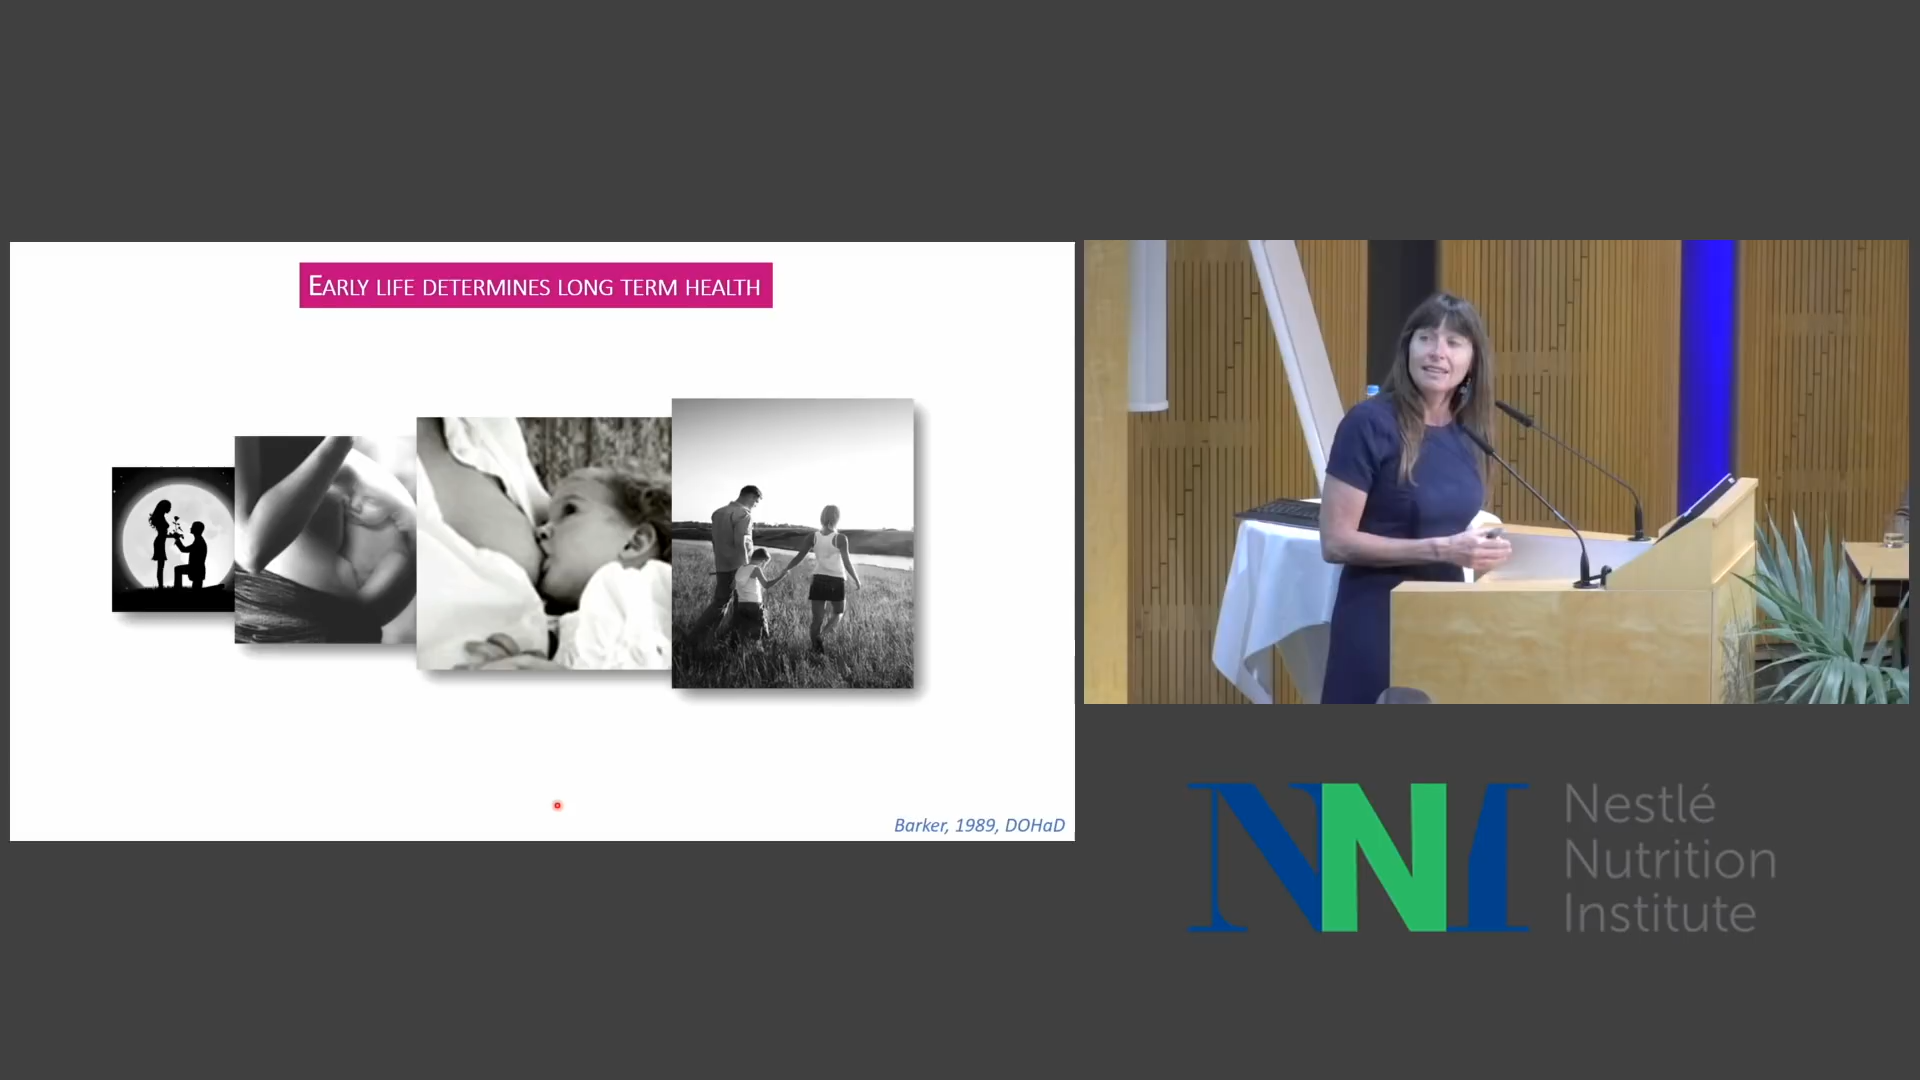 EARLY LIFE DETERMINES LONG TERM HEALTH
Barker, 1989, DOHaD
NNI
Nestlé
Nutrition
Institute